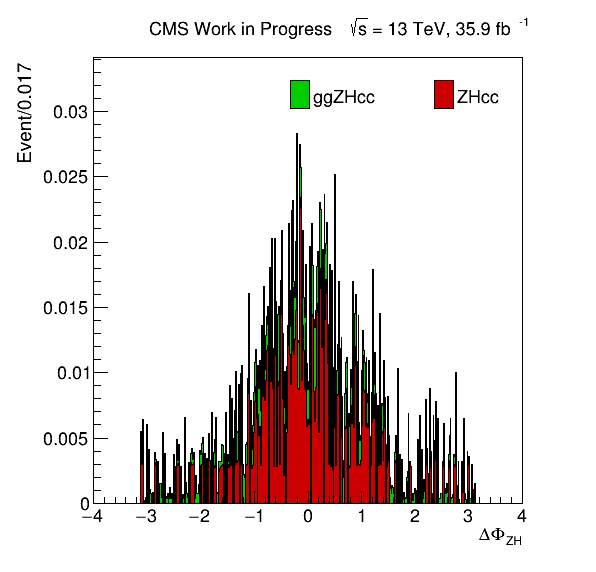 CMS Work in Progress √s = 13 TeV, 35.9 fb⁻¹
Event/0.017
ggZHcc ZHcc
0.03
0.025
0.02
0.015
0.01
0.005
0
−4 −3 −2 −1 0 1 2 3 4
ΔΦZH